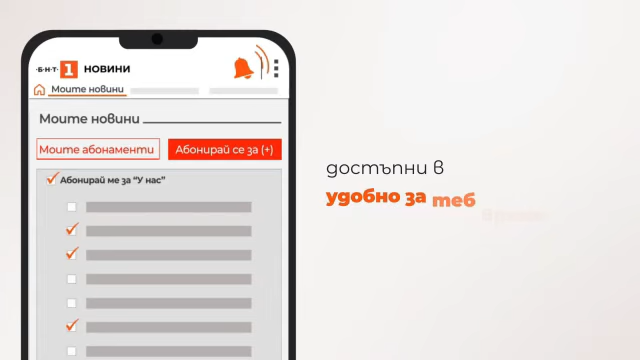 ·Б·Н·Т· 1 НОВИНИ
Моите новини
Моите новини
Моите абонаменти
Абонирай се за (+)
Абонирай ме за "У нас"
достъпни в
удобно за теб